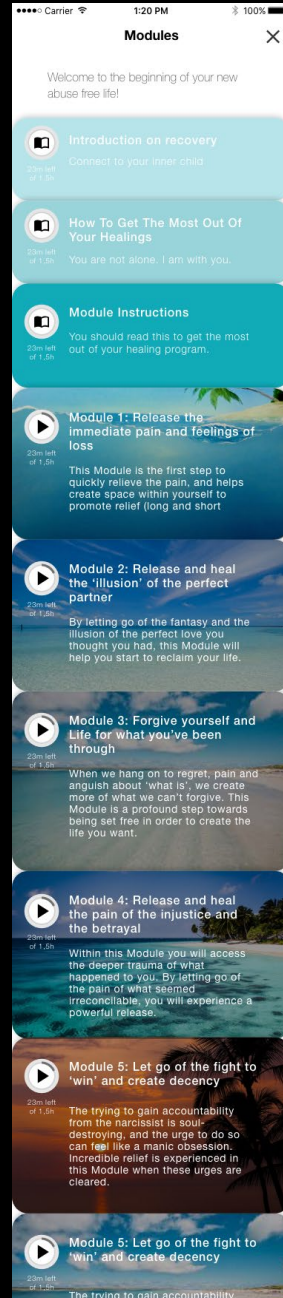 Carrier 1:20 PM 100%
Modules
Welcome to the beginning of your new
abuse free life!
Introduction on recovery
Connect to your inner child
23m left
of 1,5h
How To Get The Most Out Of
Your Healings
You are not alone. I am with you.
23m left
of 1,5h
Module Instructions
You should read this to get the most
out of your healing program.
23m left
of 1,5h
Module 1: Release the
immediate pain and feelings of
loss
23m left
of 1,5h
This Module is the first step to
quickly relieve the pain, and helps
create space within yourself to
promote relief (long and short
Module 2: Release and heal
the ‘illusion’ of the perfect
partner
23m left
of 1,5h
By letting go of the fantasy and the
illusion of the perfect love you
thought you had, this Module will
help you start to reclaim your life.
Module 3: Forgive yourself and
Life for what you’ve been
through
23m left
of 1,5h
When we hang on to regret, pain and
anguish about ‘what is’, we create
more of what we can’t forgive. This
Module is a profound step towards
being set free in order to create the
life you want.
Module 4: Release and heal
the pain of the injustice and
the betrayal
23m left
of 1,5h
Within this Module you will access
the deeper trauma of what
happened to you. By letting go of
the pain of what seemed
irreconcilable, you will experience a
powerful release.
Module 5: Let go of the fight to
‘win’ and create decency
23m left
of 1,5h
The trying to gain accountability
from the narcissist is soul-
destroying, and the urge to do so
can feel like a manic obsession.
Incredible relief is experienced in
this Module when these urges are
cleared.
Module 5: Let go of the fight to
‘win’ and create decency
23m left
of 1,5h
The trying to gain accountability